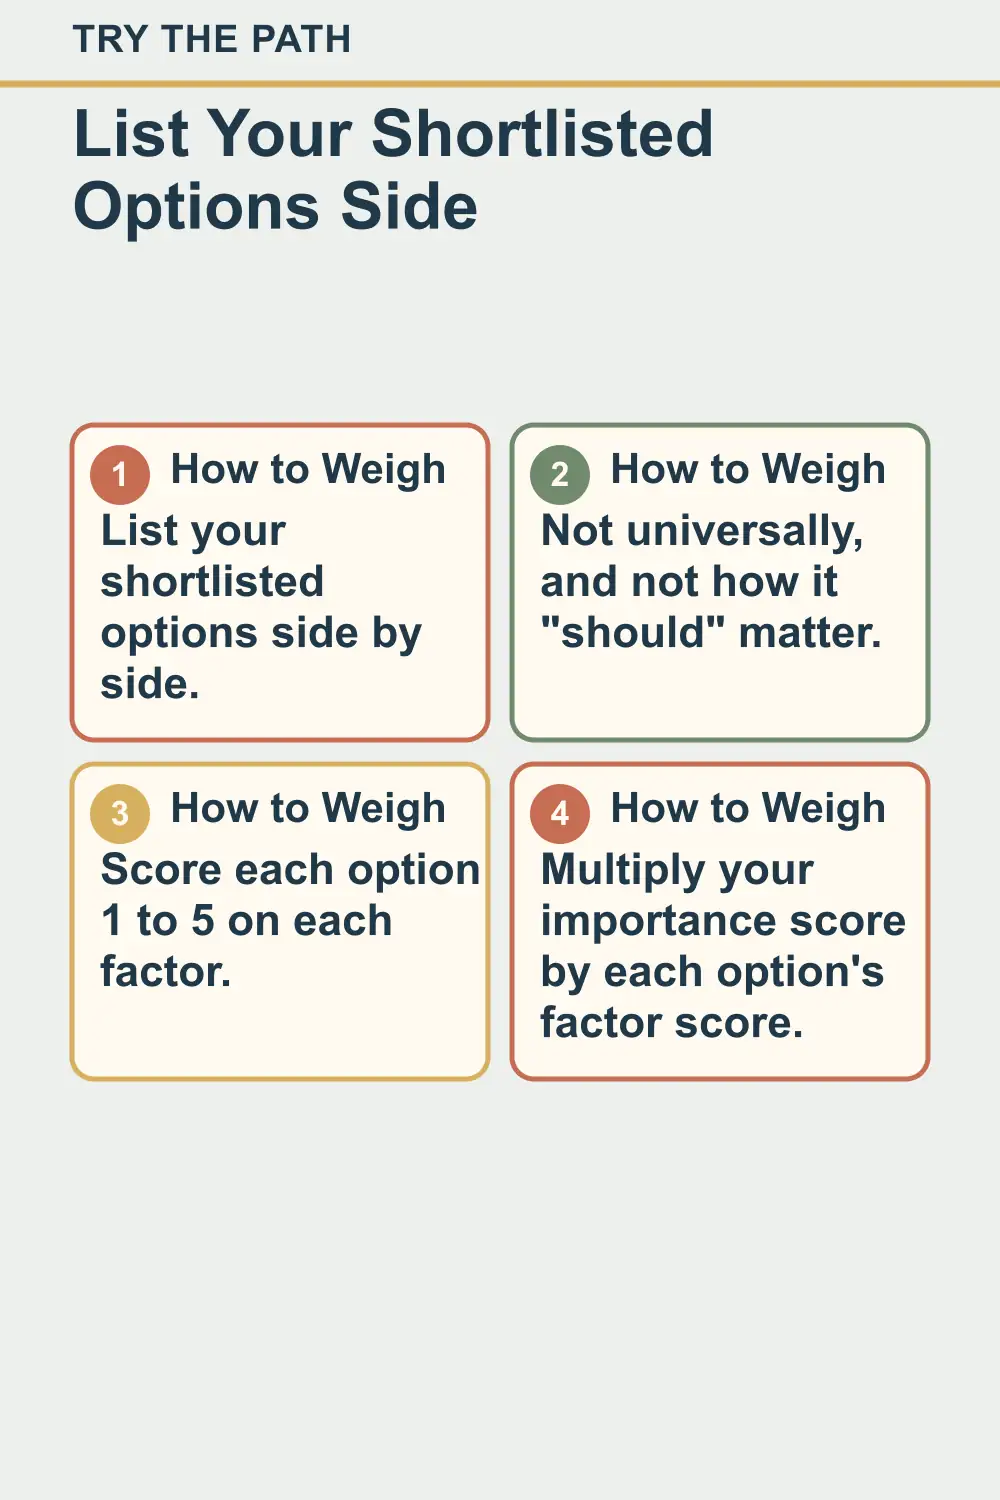 TRY THE PATH
List Your Shortlisted
Options Side
1 How to Weigh
List your
shortlisted
options side by
side.
2 How to Weigh
Not universally,
and not how it
"should" matter.
3 How to Weigh
Score each option
1 to 5 on each
factor.
4 How to Weigh
Multiply your
importance score
by each option's
factor score.